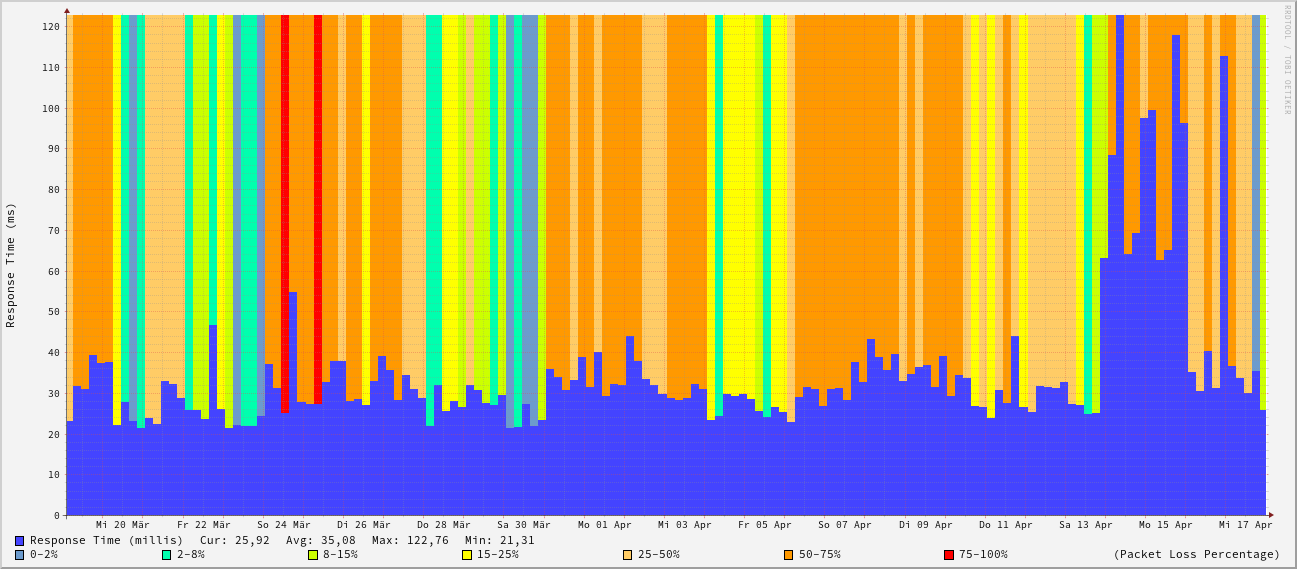 RRDTOOL / TOBI OETIKER
Response Time (ms)
120
110
100
90
80
70
60
50
40
30
20
10
0
Mi 20 Mär Fr 22 Mär So 24 Mär Di 26 Mär Do 28 Mär Sa 30 Mär Mo 01 Apr Mi 03 Apr Fr 05 Apr So 07 Apr Di 09 Apr Do 11 Apr Sa 13 Apr Mo 15 Apr Mi 17 Apr
Response Time (millis) Cur: 25,92 Avg: 35,08 Max: 122,76 Min: 21,31
0-2% 2-8% 8-15% 15-25% 25-50% 50-75% 75-100% (Packet Loss Percentage)